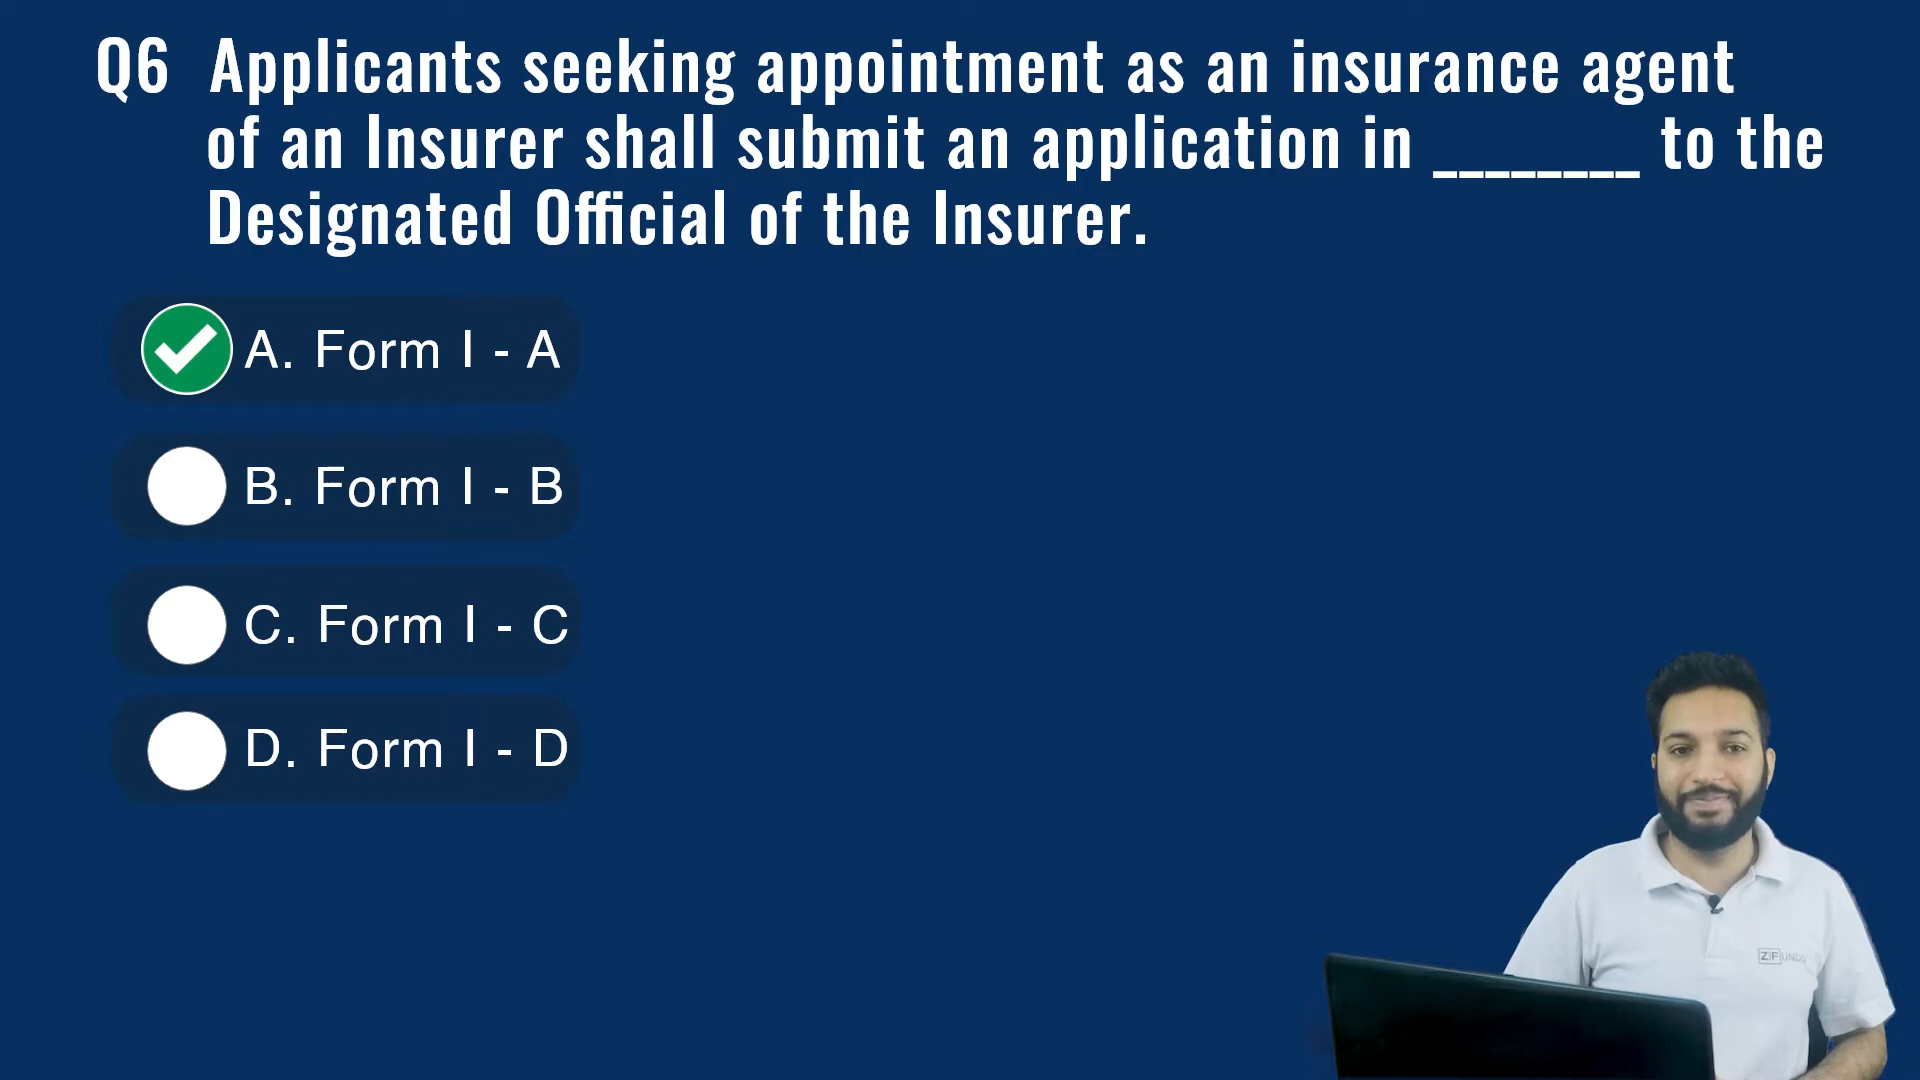 Q6 Applicants seeking appointment as an insurance agent
of an Insurer shall submit an application in ________ to the
Designated Official of the Insurer.
A. Form I - A
B. Form I - B
C. Form I - C
D. Form I - D
ZFUNDS